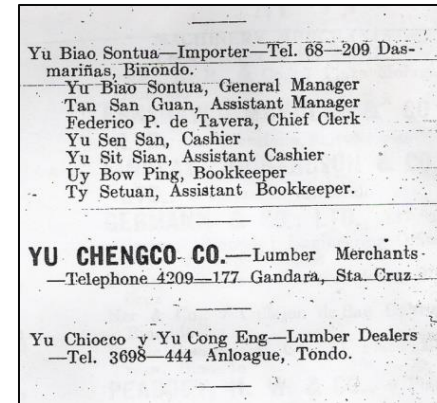 Yu Biao Sontua—Importer—Tel. 68—209 Das-
mariñas, Binondo.
Yu Biao Sontua, General Manager
Tan San Guan, Assistant Manager
Federico P. de Tavera, Chief Clerk
Yu Sen San, Cashier
Yu Sit Sian, Assistant Cashier
Uy Bow Ping, Bookkeeper
Ty Setuan, Assistant Bookkeeper.
YU CHENGCO CO.—Lumber Merchants
—Telephone 4209—177 Gandara, Sta. Cruz
Yu Chiocco y Yu Cong Eng—Lumber Dealers
—Tel. 3698—444 Anloague, Tondo.